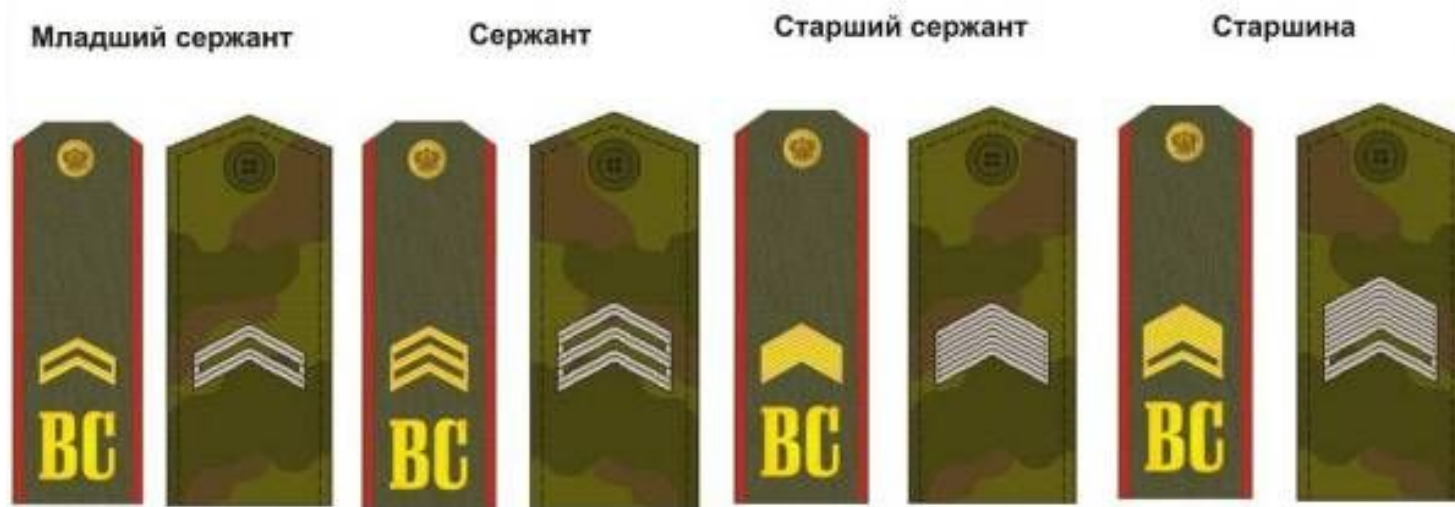 Младший сержант
Сержант
Старший сержант
Старшина
ВС
ВС
ВС
ВС